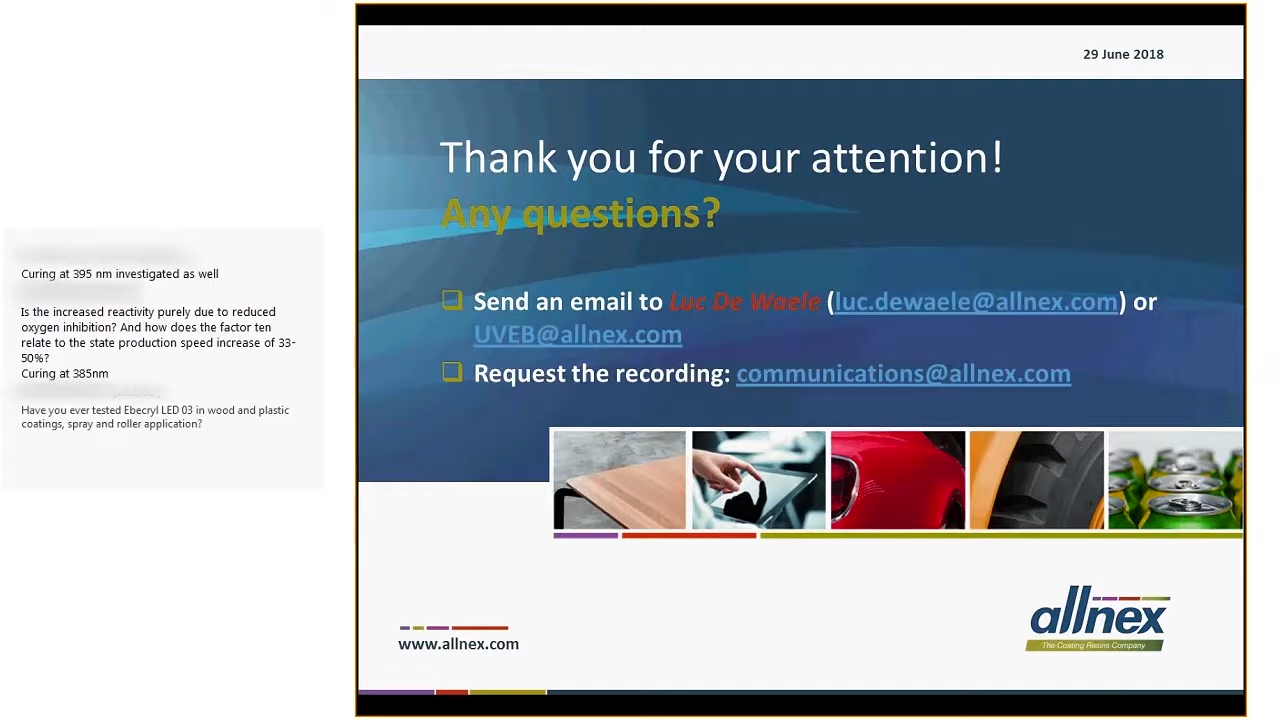 Curing at 395 nm investigated as well
Is the increased reactivity purely due to reduced
oxygen inhibition? And how does the factor ten
relate to the state production speed increase of 33-
50%?
Curing at 385nm
Have you ever tested Ebecryl LED 03 in wood and plastic
coatings, spray and roller application?
29 June 2018
Thank you for your attention!
Any questions?
Send an email to Luc De Waele (luc.dewaele@allnex.com) or
UVEB@allnex.com
Request the recording: communications@allnex.com
www.allnex.com
allnex
The Coating Resins Company